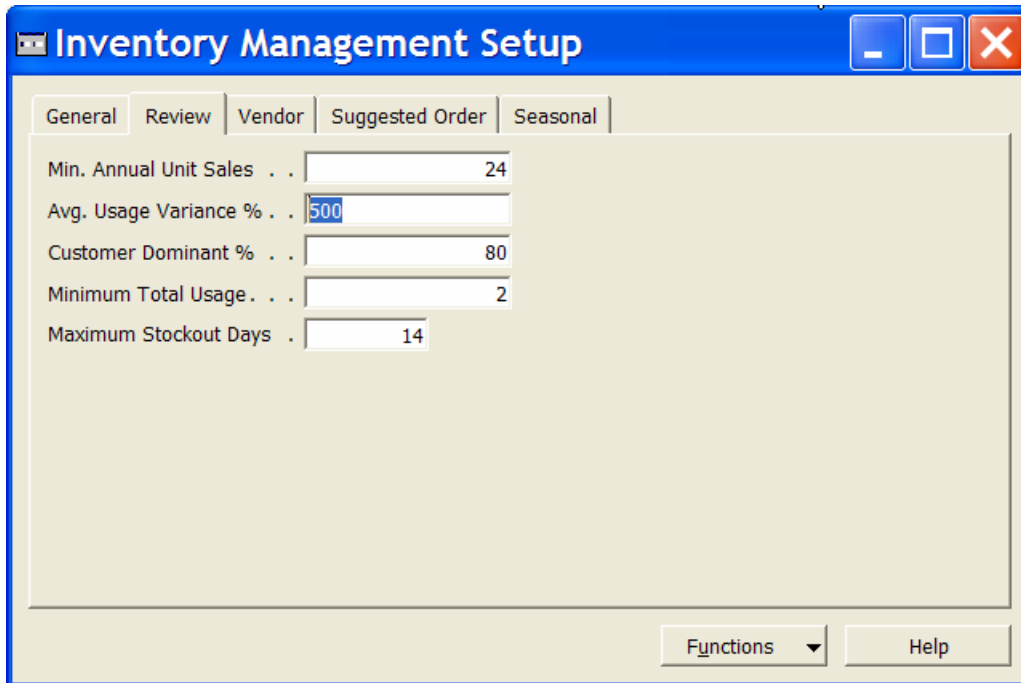 Inventory Management Setup
General Review Vendor Suggested Order Seasonal
Min. Annual Unit Sales . . 24
Avg. Usage Variance % . . 500
Customer Dominant % . . 80
Minimum Total Usage. . . 2
Maximum Stockout Days . 14
Functions Help